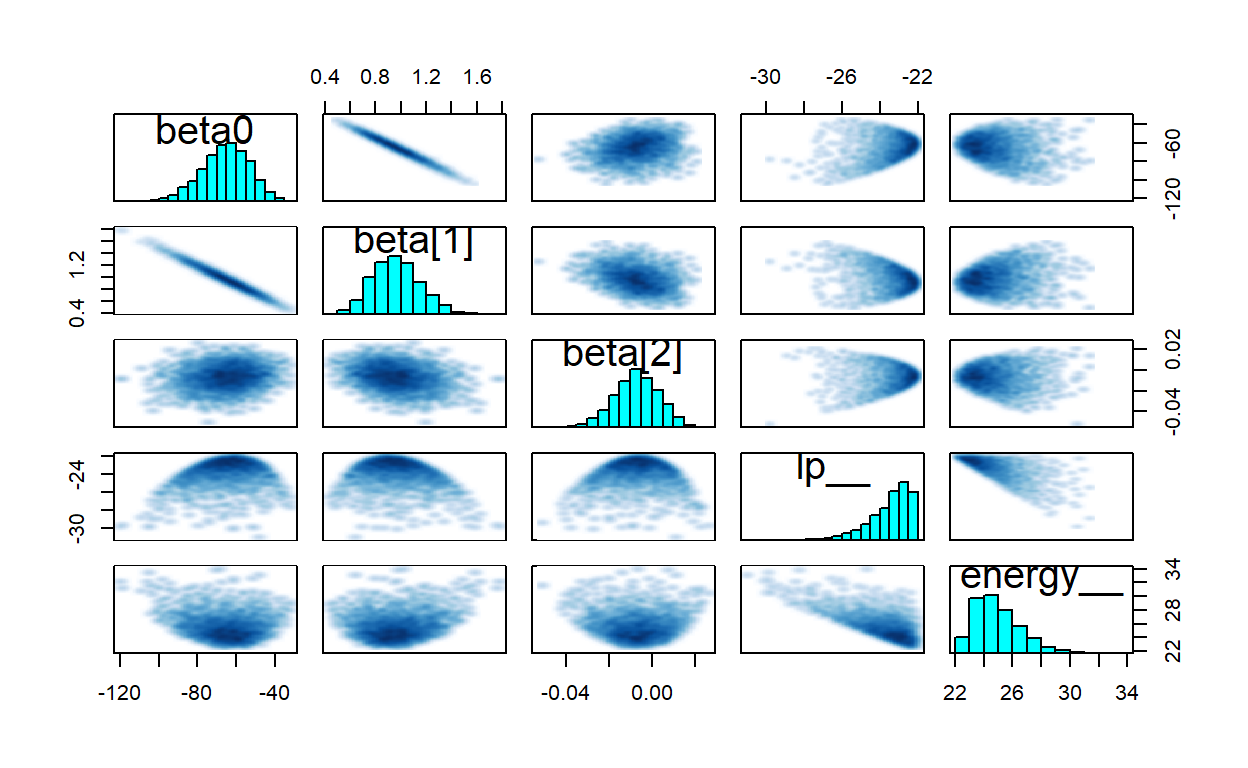 0.4 0.8 1.2 1.6 -30 -26 -22
beta0
-120 -60
beta[1]
0.4 1.2
beta[2]
-0.04 0.02
lp__
-30 -24
energy__
22 28 34
-120 -80 -40 -0.04 0.00 22 26 30 34